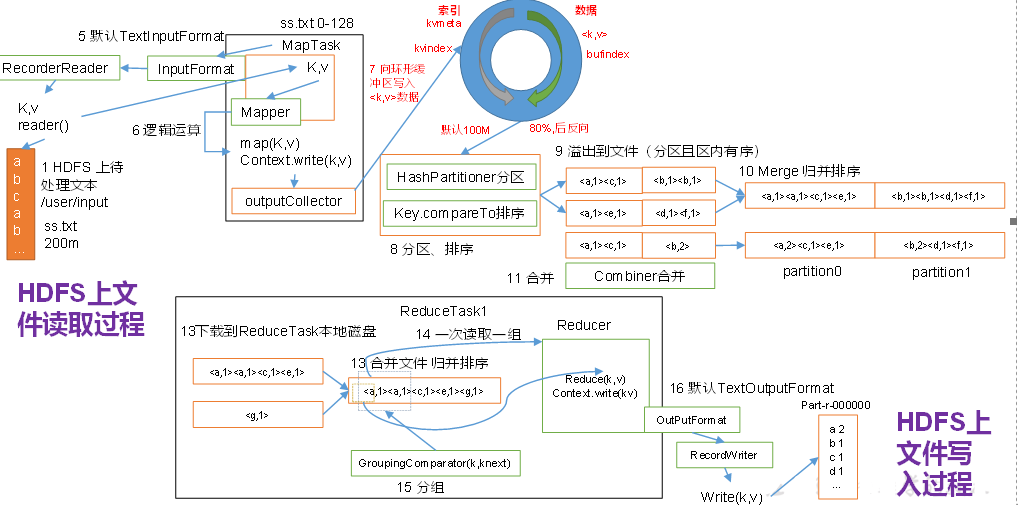 ss.txt 0-128
5 默认TextInputFormat
MapTask
RecorderReader
InputFormat
K,v
K,v
reader()
Mapper
6 逻辑运算
map(K,v)
Context.write(k,v)
outputCollector
a
b
c
a
b
...
1 HDFS 上待
处理文本
/user/input
ss.txt
200m
HDFS上文
件读取过程
索引
kvmeta
kvindex
数据
<k,v>
bufindex
7 向环形缓
冲区写入
<k,v>数据
默认100M
80%,后反向
HashPartitioner分区
Key.compareTo排序
8 分区、排序
9 溢出到文件（分区且区内有序）
<a,1><c,1>
<b,1><b,1>
<a,1><e,1>
<d,1><f,1>
<a,1><c,1>
<b,2>
10 Merge 归并排序
<a,1><a,1><c,1><e,1>
<b,1><b,1><d,1><f,1>
<a,2><c,1><e,1>
<b,2><d,1><f,1>
partition0
partition1
11 合并
Combiner合并
ReduceTask1
13下载到ReduceTask本地磁盘
<a,1><a,1><c,1><e,1>
<g,1>
14 一次读取一组
13 合并文件 归并排序
<a,1><a,1><c,1><e,1><g,1>
GroupingComparator(k,knext)
15 分组
Reducer
Reduce(k,v)
Context.write(kv)
16 默认TextOutputFormat
OutPutFormat
RecordWriter
Write(k,v)
Part-r-000000
a 2
b 1
c 1
d 1
...
HDFS上
文件写
入过程